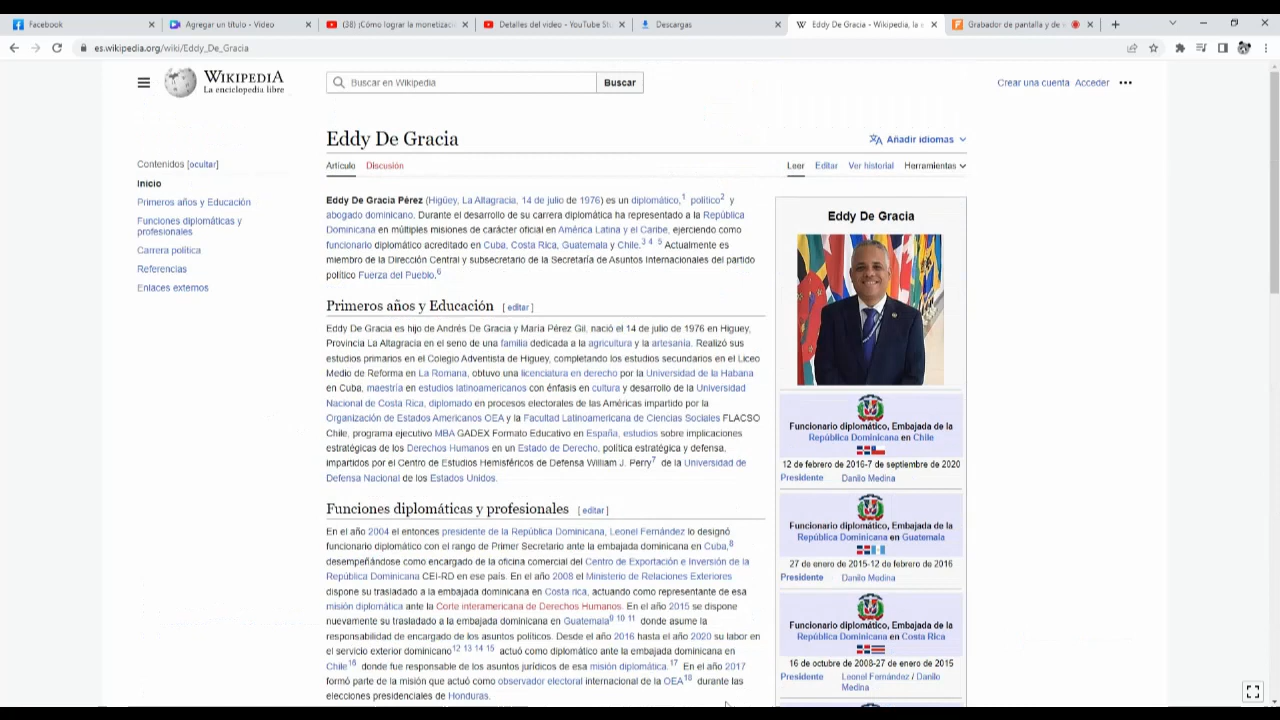 Facebook
Agregar un título - Video
(38) ¡Cómo lograr la monetizació
Detalles del video - YouTube Stu
Descargas
Eddy De Gracia - Wikipedia, la e
Grabador de pantalla y de v
es.wikipedia.org/wiki/Eddy_De_Gracia
WIKIPEDIA
La enciclopedia libre
Buscar en Wikipedia
Buscar
Crear una cuenta Acceder
Eddy De Gracia
Añadir idiomas
Artículo Discusión
Leer Editar Ver historial Herramientas
Contenidos [ocultar]
Inicio
Primeros años y Educación
Funciones diplomáticas y
profesionales
Carrera política
Referencias
Enlaces externos
Eddy De Gracia Pérez (Higüey, La Altagracia, 14 de julio de 1976) es un diplomático,1 político2 y
abogado dominicano. Durante el desarrollo de su carrera diplomática ha representado a la República
Dominicana en múltiples misiones de carácter oficial en América Latina y el Caribe, ejerciendo como
funcionario diplomático acreditado en Cuba, Costa Rica, Guatemala y Chile.3 4 5 Actualmente es
miembro de la Dirección Central y subsecretario de la Secretaría de Asuntos Internacionales del partido
político Fuerza del Pueblo.6
Primeros años y Educación [ editar ]
Eddy De Gracia es hijo de Andrés De Gracia y María Pérez Gil, nació el 14 de julio de 1976 en Higuey,
Provincia La Altagracia en el seno de una familia dedicada a la agricultura y la artesanía. Realizó sus
estudios primarios en el Colegio Adventista de Higuey, completando los estudios secundarios en el Liceo
Medio de Reforma en La Romana, obtuvo una licenciatura en derecho por la Universidad de la Habana
en Cuba, maestría en estudios latinoamericanos con énfasis en cultura y desarrollo de la Universidad
Nacional de Costa Rica, diplomado en procesos electorales de las Américas impartido por la
Organización de Estados Americanos OEA y la Facultad Latinoamericana de Ciencias Sociales FLACSO
Chile, programa ejecutivo MBA GADEX Formato Educativo en España, estudios sobre implicaciones
estratégicas de los Derechos Humanos en un Estado de Derecho, política estratégica y defensa,
impartidos por el Centro de Estudios Hemisféricos de Defensa William J. Perry7 de la Universidad de
Defensa Nacional de los Estados Unidos.
Funciones diplomáticas y profesionales [ editar ]
En el año 2004 el entonces presidente de la República Dominicana, Leonel Fernández lo designó
funcionario diplomático con el rango de Primer Secretario ante la embajada dominicana en Cuba,8
desempeñándose como encargado de la oficina comercial del Centro de Exportación e Inversión de la
República Dominicana CEI-RD en ese país. En el año 2008 el Ministerio de Relaciones Exteriores
dispone su trasladado a la embajada dominicana en Costa rica, actuando como representante de esa
misión diplomática ante la Corte interamericana de Derechos Humanos. En el año 2015 se dispone
nuevamente su trasladado a la embajada dominicana en Guatemala9 10 11 donde asume la
responsabilidad de encargado de los asuntos políticos. Desde el año 2016 hasta el año 2020 su labor en
el servicio exterior dominicano12 13 14 15 actuó como diplomático ante la embajada dominicana en
Chile16 donde fue responsable de los asuntos jurídicos de esa misión diplomática.17 En el año 2017
formó parte de la misión que actuó como observador electoral internacional de la OEA18 durante las
elecciones presidenciales de Honduras.
Eddy De Gracia
Funcionario diplomático, Embajada de la
República Dominicana en Chile
12 de febrero de 2016-7 de septiembre de 2020
Presidente Danilo Medina
Funcionario diplomático, Embajada de la
República Dominicana en Guatemala
27 de enero de 2015-12 de febrero de 2016
Presidente Danilo Medina
Funcionario diplomático, Embajada de la
República Dominicana en Costa Rica
16 de octubre de 2008-27 de enero de 2015
Presidente Leonel Fernández / Danilo
Medina